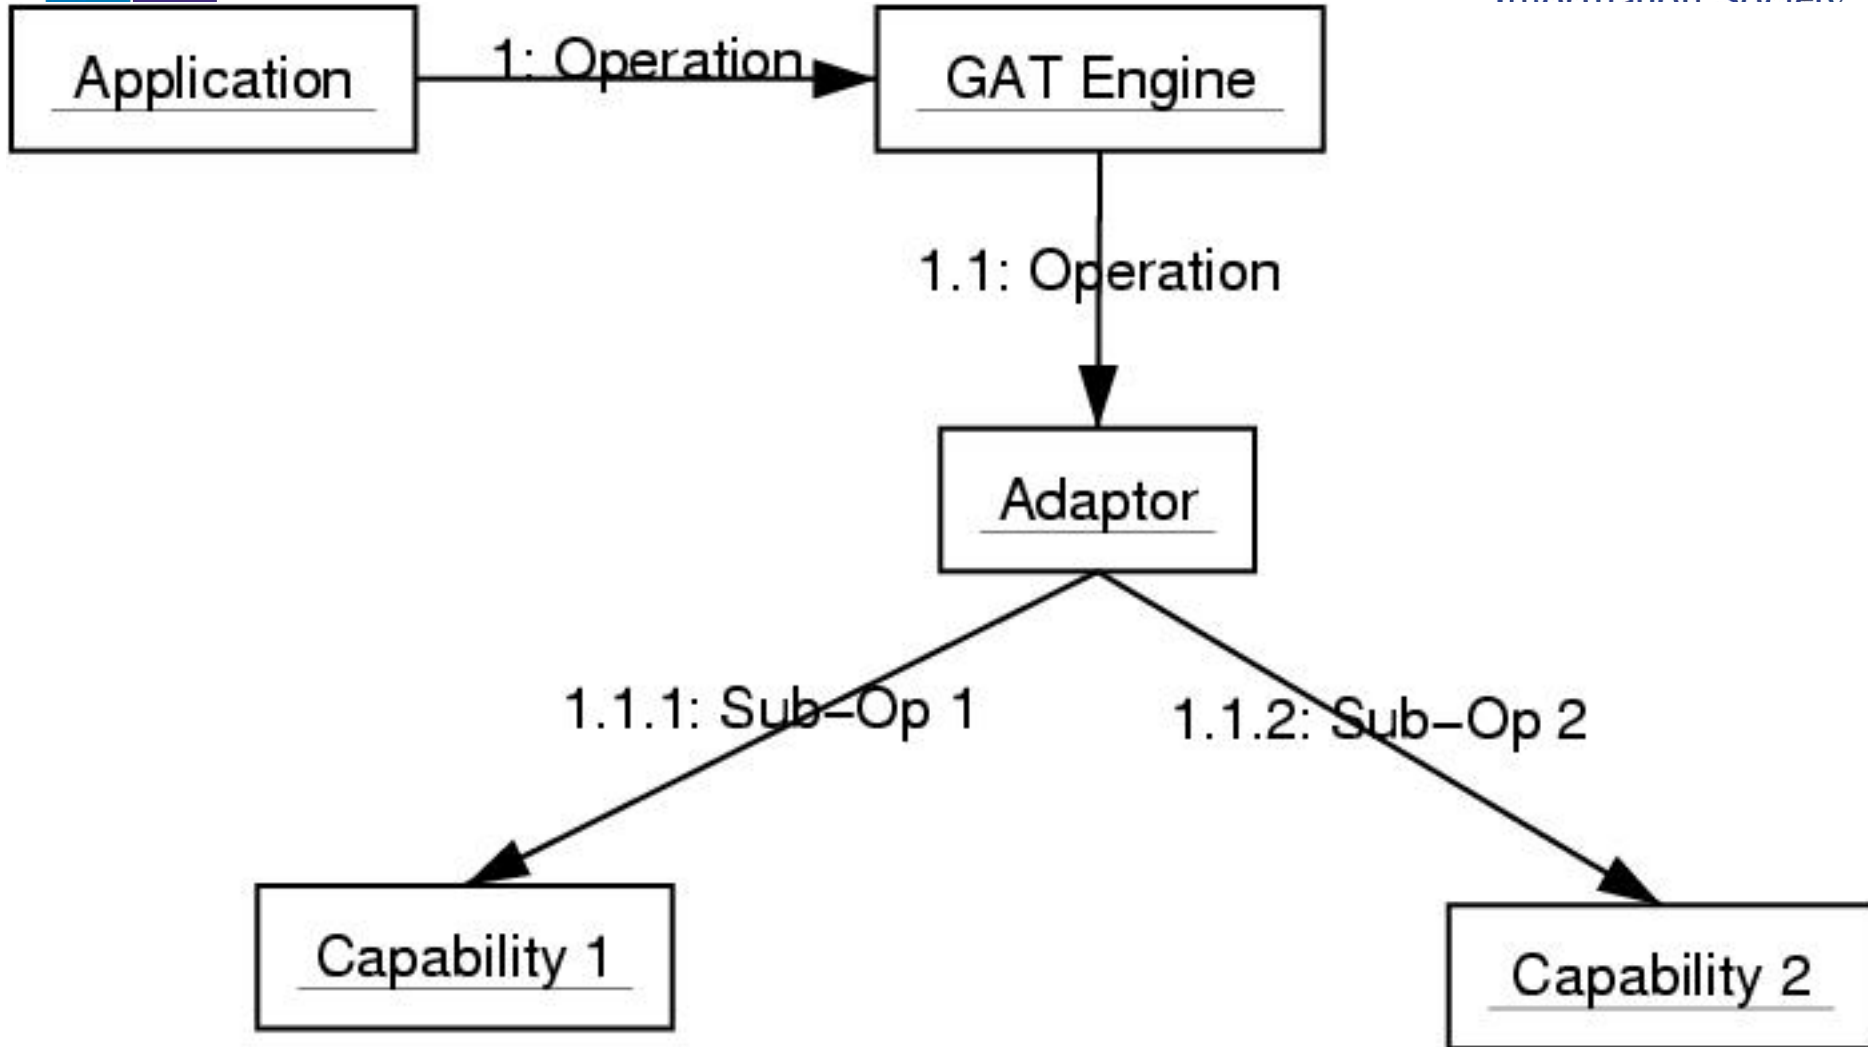 1: Operation
Application
GAT Engine
1.1: Operation
Adaptor
1.1.1: Sub–Op 1
1.1.2: Sub–Op 2
Capability 1
Capability 2